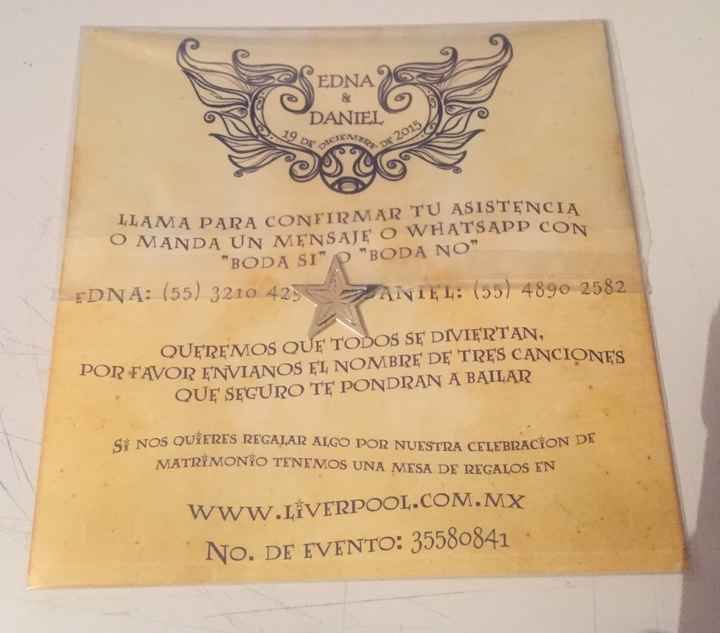 EDNA
&
DANIEL
19 DE DICIEMBRE DE 2015
LLAMA PARA CONFIRMAR TU ASISTENCIA
O MANDA UN MENSAJE O WHATSAPP CON
"BODA SI" O "BODA NO"
EDNA: (55) 3210 DANIEL: (55) 4890 2582
QUEREMOS QUE TODOS SE DIVIERTAN,
POR FAVOR ENVIANOS EL NOMBRE DE TRES CANCIONES
QUE SEGURO TE PONDRAN A BAILAR
SI NOS QUIERES REGALAR ALGO POR NUESTRA CELEBRACION DE
MATRIMONIO TENEMOS UNA MESA DE REGALOS EN
WWW.LIVERPOOL.COM.MX
NO. DE EVENTO: 35580841